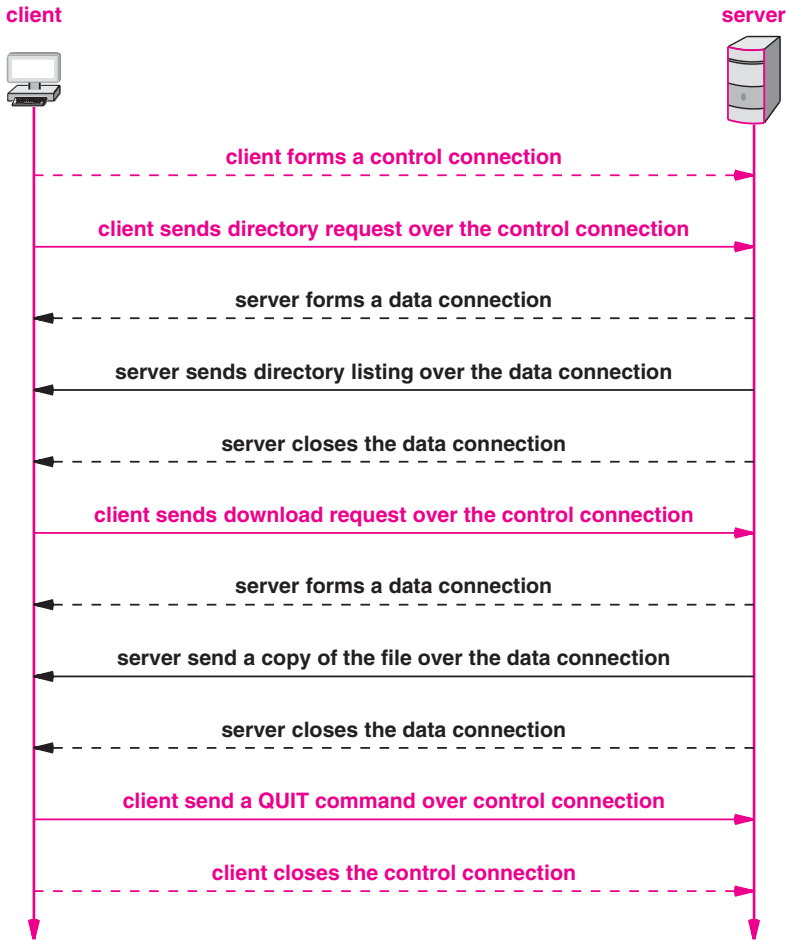 client
server
client forms a control connection
client sends directory request over the control connection
server forms a data connection
server sends directory listing over the data connection
server closes the data connection
client sends download request over the control connection
server forms a data connection
server send a copy of the file over the data connection
server closes the data connection
client send a QUIT command over control connection
client closes the control connection